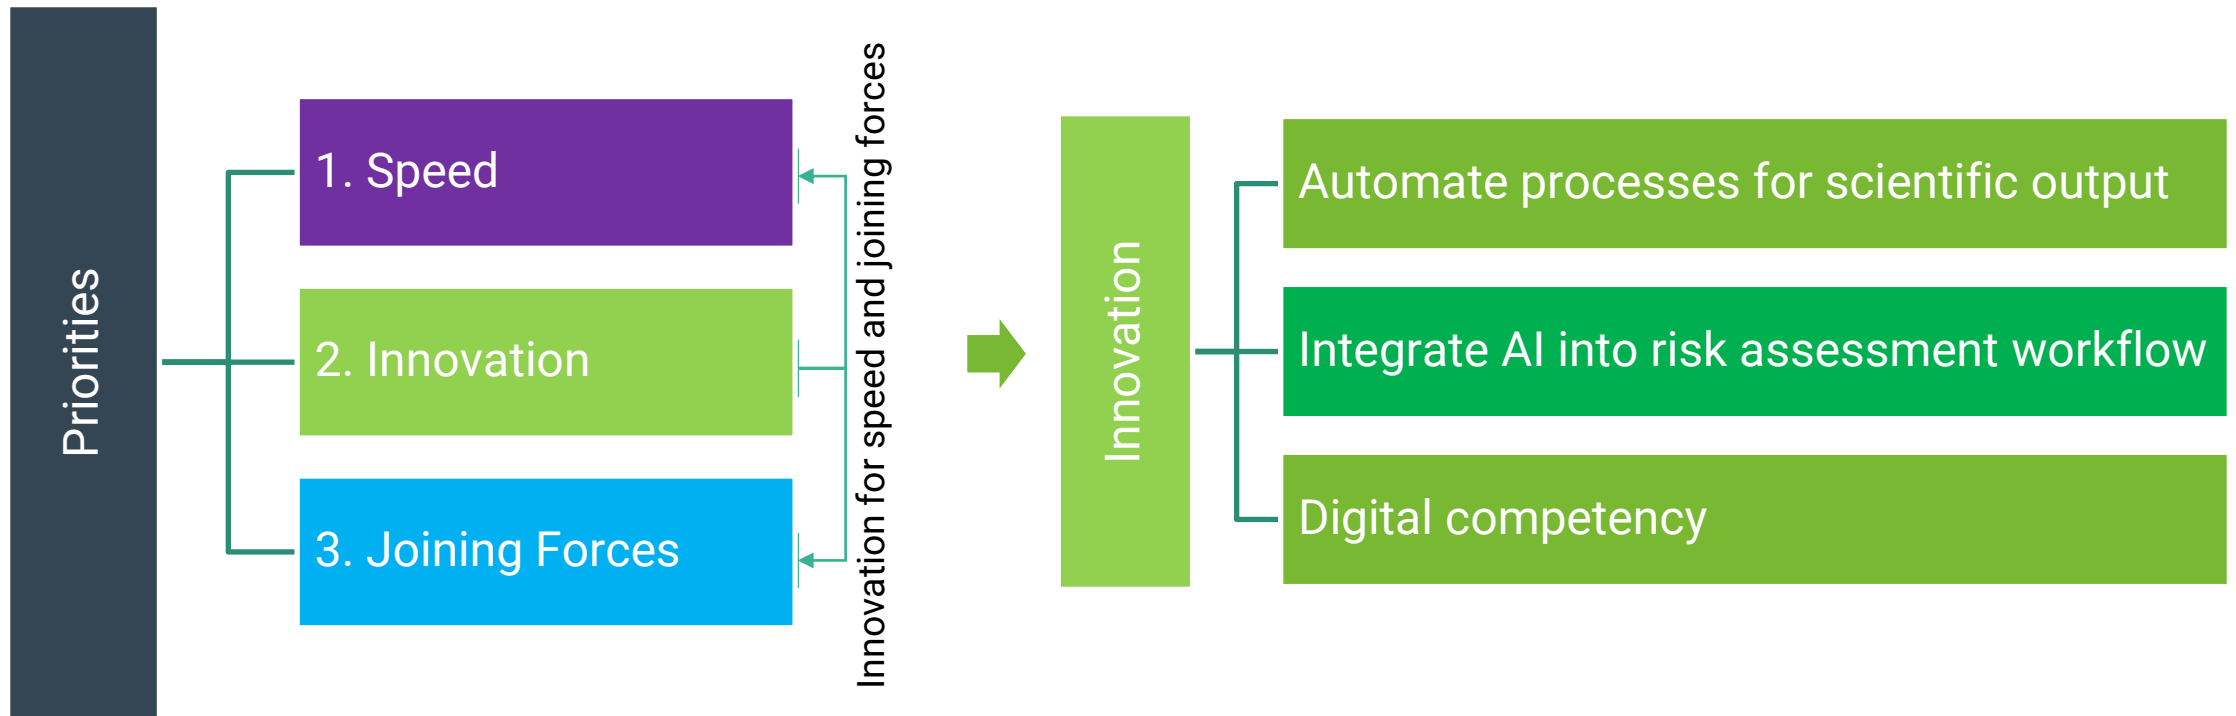 Priorities
1. Speed
2. Innovation
3. Joining Forces
Innovation for speed and joining forces
Innovation
Automate processes for scientific output
Integrate AI into risk assessment workflow
Digital competency